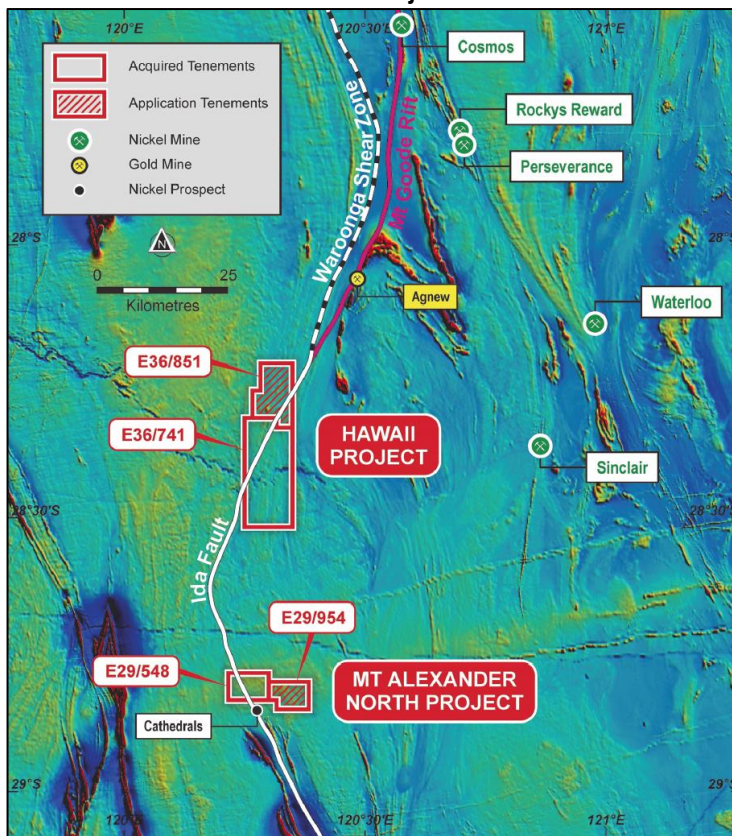 120°E
120°30'E
121°E
Acquired Tenements
Application Tenements
Nickel Mine
Gold Mine
Nickel Prospect
N
0
25
Kilometres
Cosmos
Rockys Reward
Perseverance
Waroonga Shear Zone
Mt Goode Rift
28°S
28°S
Agnew
Waterloo
E36/851
E36/741
HAWAII
PROJECT
Sinclair
28°30'S
28°30'S
Ida Fault
E29/954
E29/548
MT ALEXANDER
NORTH PROJECT
Cathedrals
29°S
29°S
120°E
120°30'E
121°E